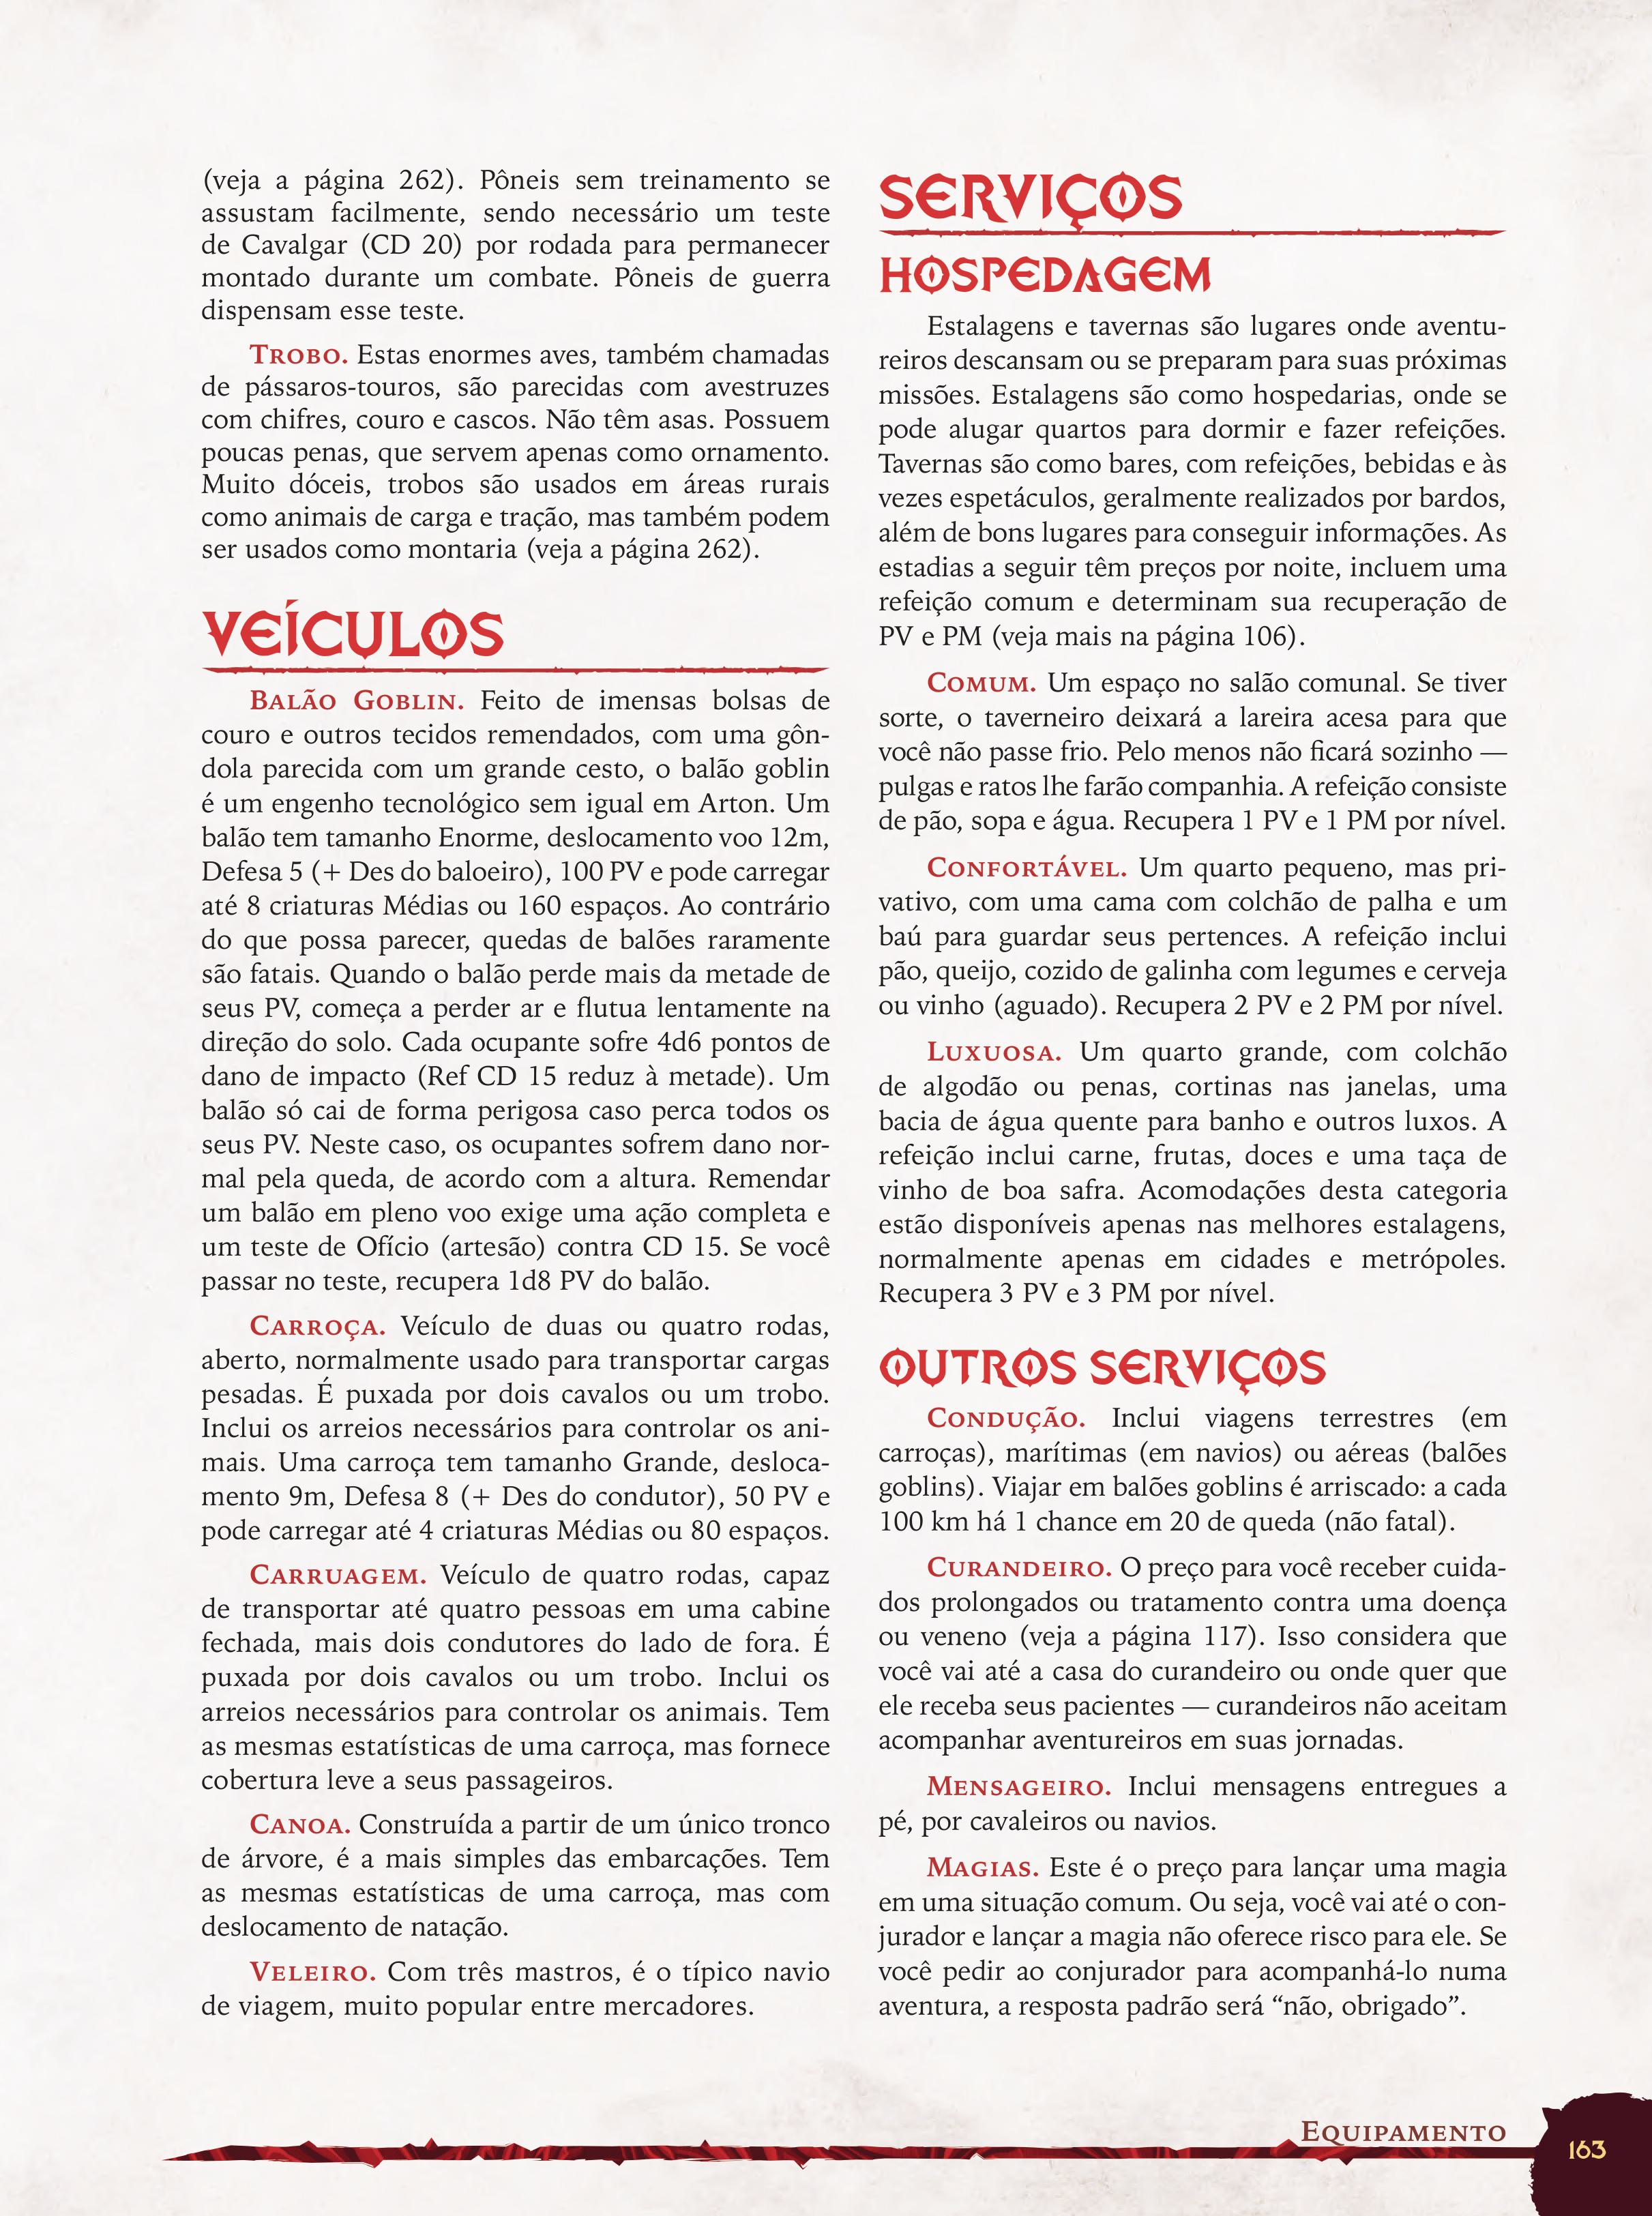 (veja a página 262). Pôneis sem treinamento se
assustam facilmente, sendo necessário um teste
de Cavalgar (CD 20) por rodada para permanecer
montado durante um combate. Pôneis de guerra
dispensam esse teste.
Trobo. Estas enormes aves, também chamadas
de pássaros-touros, são parecidas com avestruzes
com chifres, couro e cascos. Não têm asas. Possuem
poucas penas, que servem apenas como ornamento.
Muito dóceis, trobos são usados em áreas rurais
como animais de carga e tração, mas também podem
ser usados como montaria (veja a página 262).
VEÍCULOS
Balão Goblin. Feito de imensas bolsas de
couro e outros tecidos remendados, com uma gôn-
dola parecida com um grande cesto, o balão goblin
é um engenho tecnológico sem igual em Arton. Um
balão tem tamanho Enorme, deslocamento voo 12m,
Defesa 5 (+ Des do baloeiro), 100 PV e pode carregar
até 8 criaturas Médias ou 160 espaços. Ao contrário
do que possa parecer, quedas de balões raramente
são fatais. Quando o balão perde mais da metade de
seus PV, começa a perder ar e flutua lentamente na
direção do solo. Cada ocupante sofre 4d6 pontos de
dano de impacto (Ref CD 15 reduz à metade). Um
balão só cai de forma perigosa caso perca todos os
seus PV. Neste caso, os ocupantes sofrem dano nor-
mal pela queda, de acordo com a altura. Remendar
um balão em pleno voo exige uma ação completa e
um teste de Ofício (artesão) contra CD 15. Se você
passar no teste, recupera 1d8 PV do balão.
Carroça. Veículo de duas ou quatro rodas,
aberto, normalmente usado para transportar cargas
pesadas. É puxada por dois cavalos ou um trobo.
Inclui os arreios necessários para controlar os ani-
mais. Uma carroça tem tamanho Grande, desloca-
mento 9m, Defesa 8 (+ Des do condutor), 50 PV e
pode carregar até 4 criaturas Médias ou 80 espaços.
Carruagem. Veículo de quatro rodas, capaz
de transportar até quatro pessoas em uma cabine
fechada, mais dois condutores do lado de fora. É
puxada por dois cavalos ou um trobo. Inclui os
arreios necessários para controlar os animais. Tem
as mesmas estatísticas de uma carroça, mas fornece
cobertura leve a seus passageiros.
Canoa. Construída a partir de um único tronco
de árvore, é a mais simples das embarcações. Tem
as mesmas estatísticas de uma carroça, mas com
deslocamento de natação.
Veleiro. Com três mastros, é o típico navio
de viagem, muito popular entre mercadores.
SERVIÇOS
HOSPEDAGEM
Estalagens e tavernas são lugares onde aventu-
reiros descansam ou se preparam para suas próximas
missões. Estalagens são como hospedarias, onde se
pode alugar quartos para dormir e fazer refeições.
Tavernas são como bares, com refeições, bebidas e às
vezes espetáculos, geralmente realizados por bardos,
além de bons lugares para conseguir informações. As
estadias a seguir têm preços por noite, incluem uma
refeição comum e determinam sua recuperação de
PV e PM (veja mais na página 106).
Comum. Um espaço no salão comunal. Se tiver
sorte, o taverneiro deixará a lareira acesa para que
você não passe frio. Pelo menos não ficará sozinho —
pulgas e ratos lhe farão companhia. A refeição consiste
de pão, sopa e água. Recupera 1 PV e 1 PM por nível.
Confortável. Um quarto pequeno, mas pri-
vativo, com uma cama com colchão de palha e um
baú para guardar seus pertences. A refeição inclui
pão, queijo, cozido de galinha com legumes e cerveja
ou vinho (aguado). Recupera 2 PV e 2 PM por nível.
Luxuosa. Um quarto grande, com colchão
de algodão ou penas, cortinas nas janelas, uma
bacia de água quente para banho e outros luxos. A
refeição inclui carne, frutas, doces e uma taça de
vinho de boa safra. Acomodações desta categoria
estão disponíveis apenas nas melhores estalagens,
normalmente apenas em cidades e metrópoles.
Recupera 3 PV e 3 PM por nível.
OUTROS SERVIÇOS
Condução. Inclui viagens terrestres (em
carroças), marítimas (em navios) ou aéreas (balões
goblins). Viajar em balões goblins é arriscado: a cada
100 km há 1 chance em 20 de queda (não fatal).
Curandeiro. O preço para você receber cuida-
dos prolongados ou tratamento contra uma doença
ou veneno (veja a página 117). Isso considera que
você vai até a casa do curandeiro ou onde quer que
ele receba seus pacientes — curandeiros não aceitam
acompanhar aventureiros em suas jornadas.
Mensageiro. Inclui mensagens entregues a
pé, por cavaleiros ou navios.
Magias. Este é o preço para lançar uma magia
em uma situação comum. Ou seja, você vai até o con-
jurador e lançar a magia não oferece risco para ele. Se
você pedir ao conjurador para acompanhá-lo numa
aventura, a resposta padrão será “não, obrigado”.
Equipamento
163